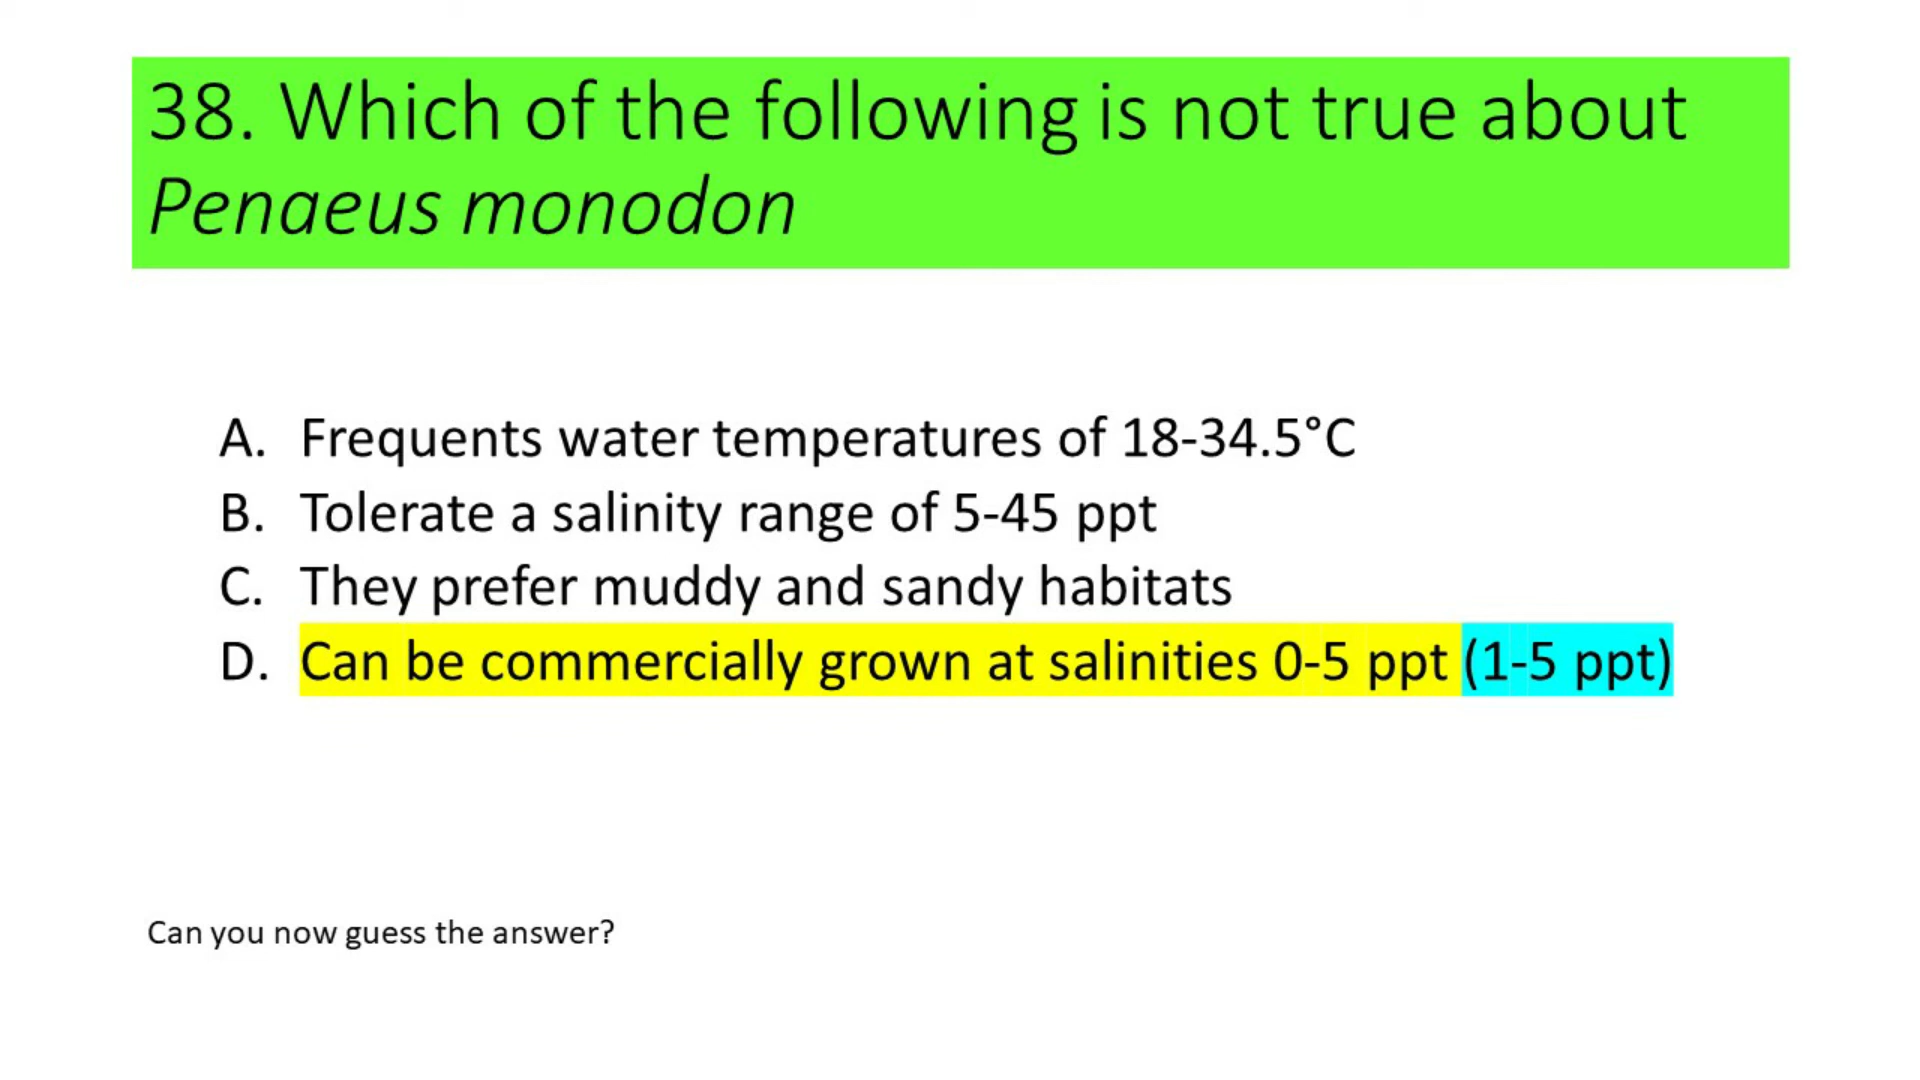 38. Which of the following is not true about
Penaeus monodon
A. Frequents water temperatures of 18-34.5°C
B. Tolerate a salinity range of 5-45 ppt
C. They prefer muddy and sandy habitats
D. Can be commercially grown at salinities 0-5 ppt (1-5 ppt)
Can you now guess the answer?